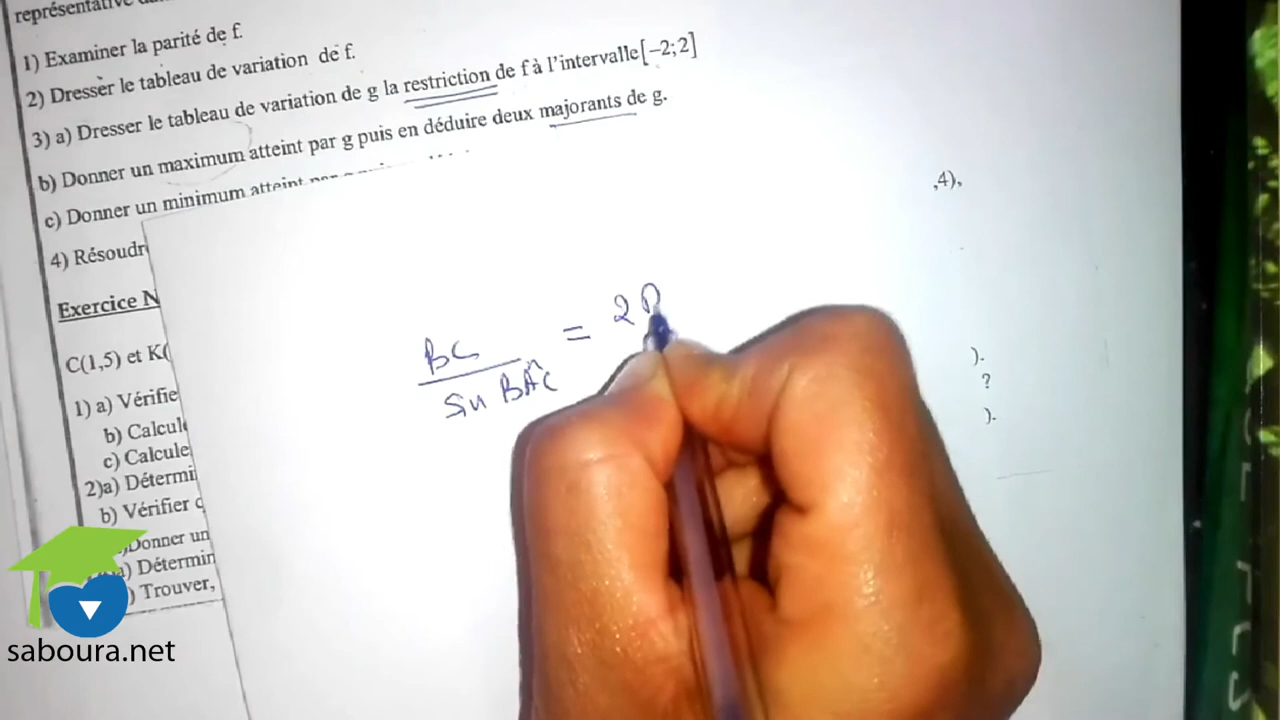 1) Examiner la parité de f.
2) Dresser le tableau de variation de f.
3) a) Dresser le tableau de variation de g la restriction de f à l'intervalle [−2;2]
b) Donner un maximum atteint par g puis en déduire deux majorants de g.
c) Donner un minimum atteint
4) Résoudr
,4),
Exercice N
C(1,5) et K(
).
1) a) Vérifie
?
b) Calcul
).
c) Calcule
2)a) Détermi
b) Vérifier
Donner un
a) Détermin
) Trouver,
BC
sin BÂC
= 2
saboura.net